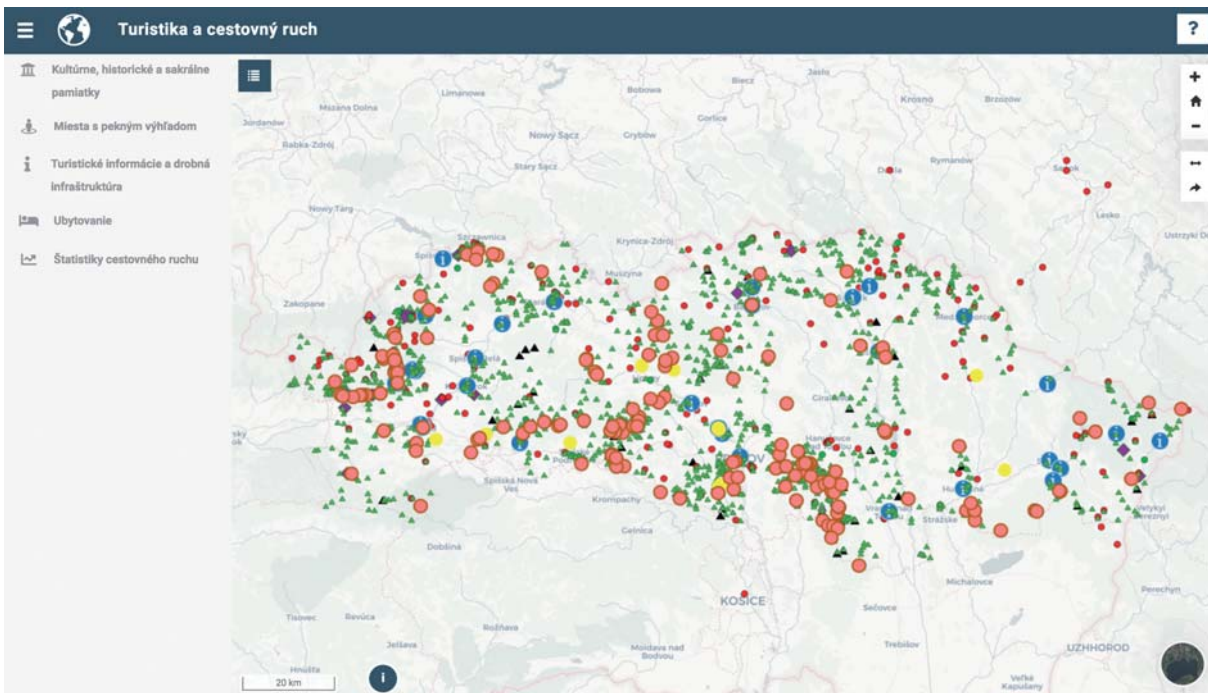 Turistika a cestovný ruch
?
Kultúrne, historické a sakrálne
pamiatky
Miesta s pekným výhľadom
Turistické informácie a drobná
infraštruktúra
Ubytovanie
Štatistiky cestovného ruchu
Jasło
Biecz
Limanowa
Bobowa
Krosno
Brzozów
Mszana Dolna
Gorlice
Jordanów
Nowy Sącz
Grybów
Rabka-Zdrój
Rymanów
Stary Sącz
Nowy Targ
Lesko
Szczawnica
Krynica-Zdrój
Ustrzyki Do
Muszyna
Zakopane
Giraltovce
Hanušovce
Spišská Nová
Ves
Krompachy
Strážske
Gelnica
Dobšiná
Michalovce
Perechyn
KOŠICE
Sečovce
Tisovec
Revúca
Rožňava
Jelšava
Moldava nad
Bodvou
Trebišov
UZHHOROD
Hnúšťa
Veľké
Kapušany
20 km
i